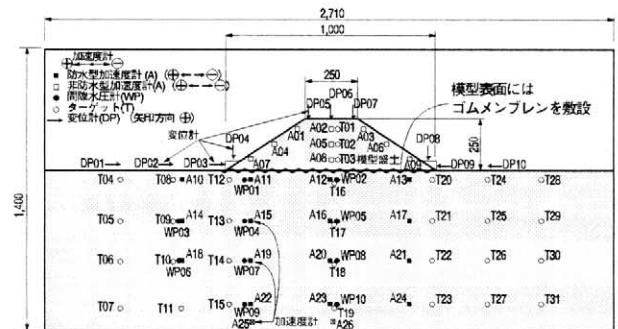 2,710
1,000
250
加速度計
⊕←→⊖
■ 防水型加速度計(A) (⊕←→⊖)
□ 非防水型加速度計(A) (⊕←→⊖)
間隙水圧計(WP)
○ ターゲット(T)
→ 変位計(DP) (矢印方向 ⊕)
模型表面には
ゴムメンブレンを敷設
DP06
DP05 DP07
A02 T01 A03
A01
変位計 DP04 A04 A05 T02 A06 DP08
250
DP01 DP02 DP03 A07 T03 模型盛土 A09 DP09 DP10
T04 T08 A10 T12 A11 A12 WP02 A13 T20 T24 T28
WP01 T16
1,400
T05 T09 A14 T13 A15 A16 WP05 A17 T21 T25 T29
WP03 WP04 T17
T06 T10 A18 T14 A19 A20 WP08 A21 T22 T26 T30
WP06 WP07 T18
T07 T11 T15 A22 A23 WP10 A24 T23 T27 T31
WP09 T19
A25 加速度計 A26